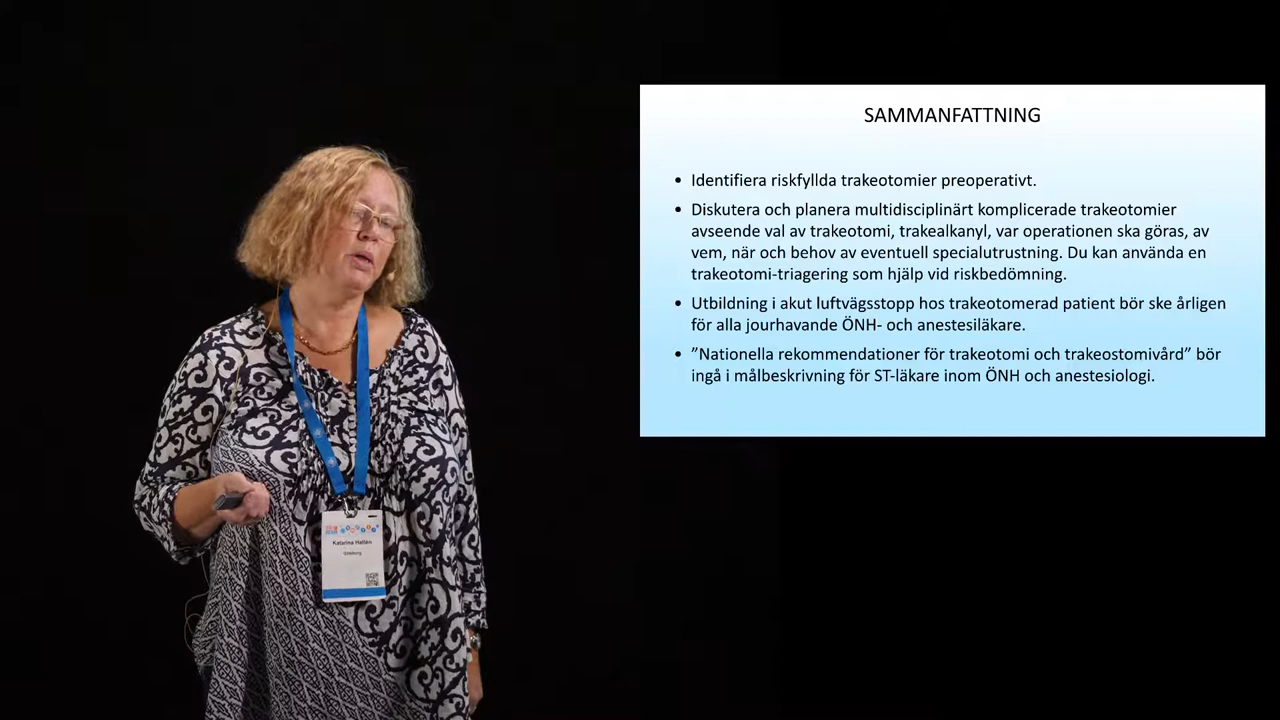 SAMMANFATTNING
• Identifiera riskfyllda trakeotomier preoperativt.
• Diskutera och planera multidisciplinärt komplicerade trakeotomier
avseende val av trakeotomi, trakealkanyl, var operationen ska göras, av
vem, när och behov av eventuell specialutrustning. Du kan använda en
trakeotomi-triagering som hjälp vid riskbedömning.
• Utbildning i akut luftvägsstopp hos trakeotomerad patient bör ske årligen
för alla jourhavande ÖNH- och anestesiläkare.
• ”Nationella rekommendationer för trakeotomi och trakeostomivård” bör
ingå i målbeskrivning för ST-läkare inom ÖNH och anestesiologi.
Katarina Hattén
Göteborg